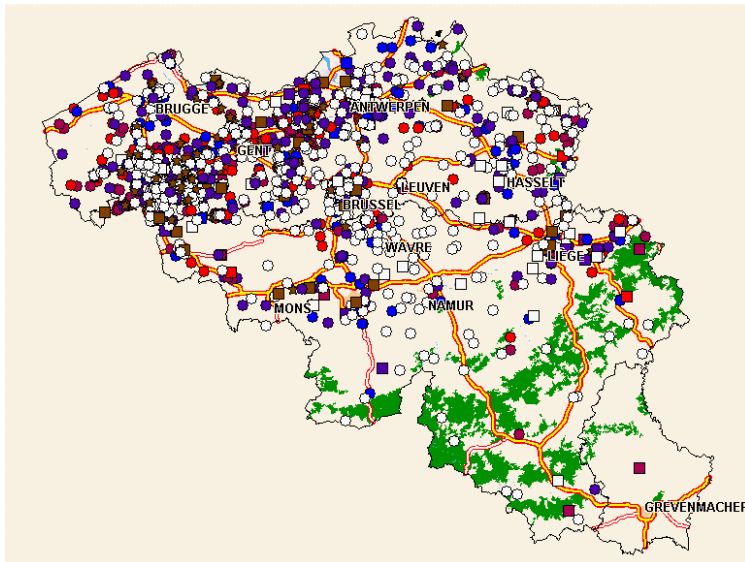 BRUGGE
ANTWERPEN
GENT
LEUVEN
HASSELT
BRUSSEL
WAVRE
LIEGE
MONS
NAMUR
GREVENMACHER